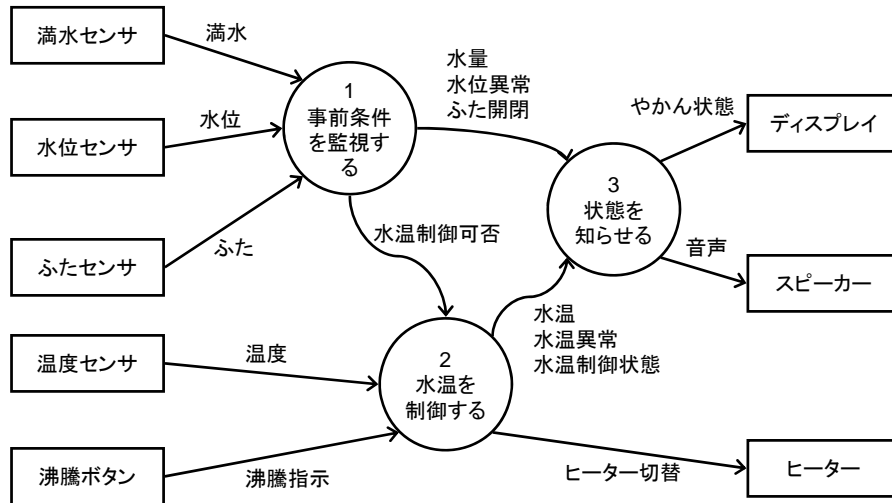 満水センサ
満水
水位センサ
水位
ふたセンサ
ふた
温度センサ
温度
沸騰ボタン
沸騰指示
1
事前条件
を監視す
る
水量
水位異常
ふた開閉
水温制御可否
2
水温を
制御する
水温
水温異常
水温制御状態
3
状態を
知らせる
やかん状態
ディスプレイ
音声
スピーカー
ヒーター切替
ヒーター